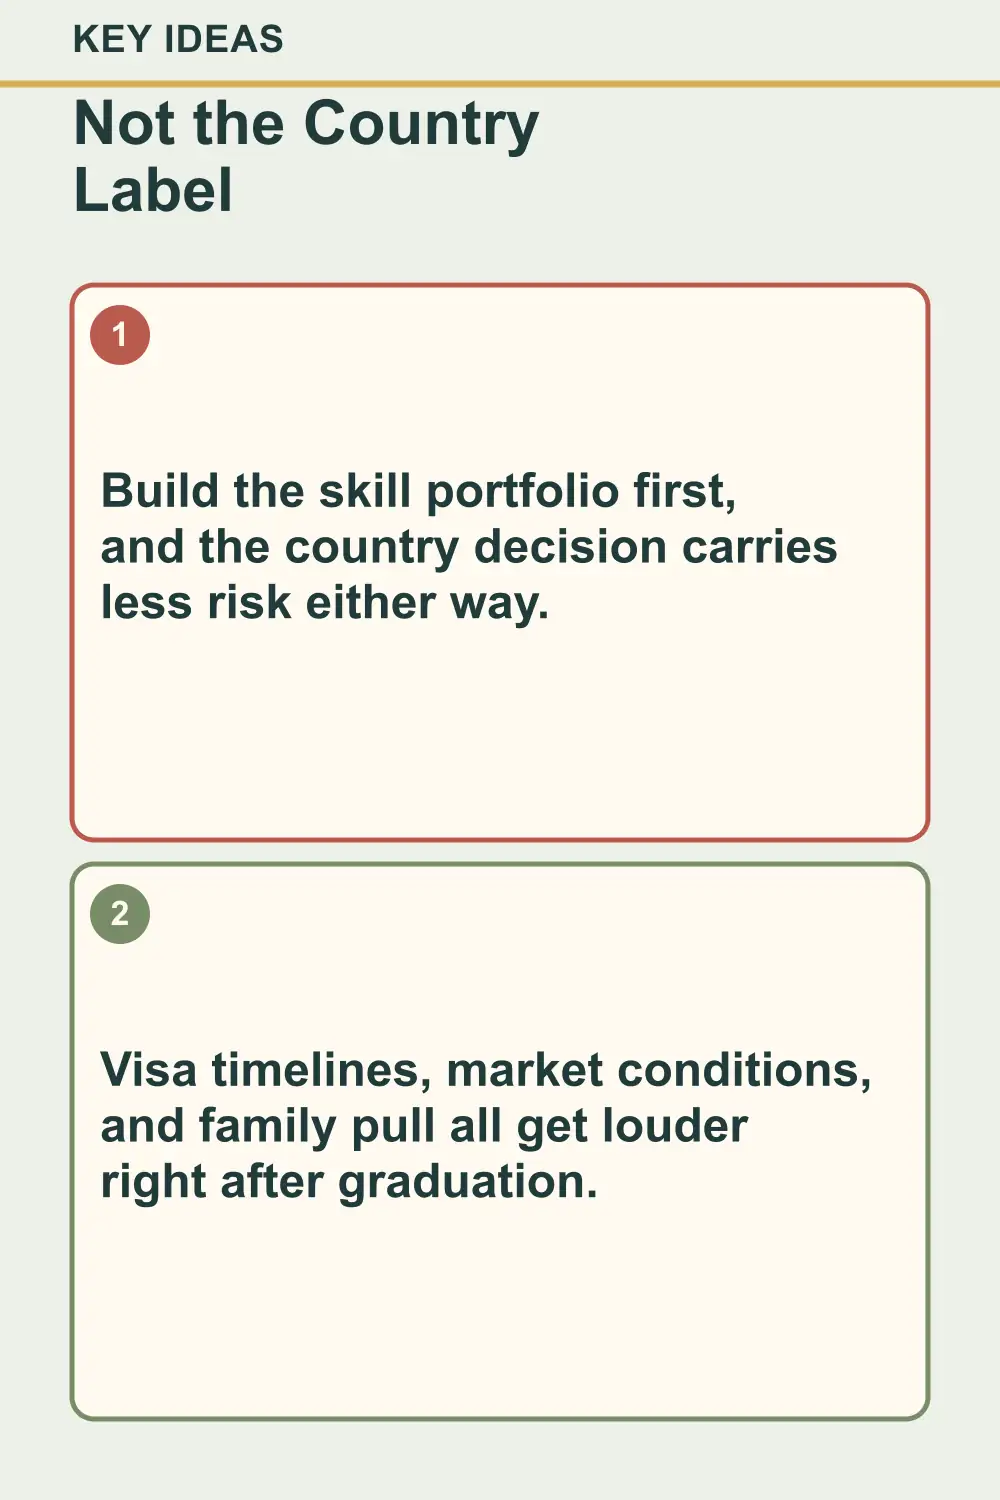 KEY IDEAS
Not the Country
Label
1
Build the skill portfolio first,
and the country decision carries
less risk either way.
2
Visa timelines, market conditions,
and family pull all get louder
right after graduation.